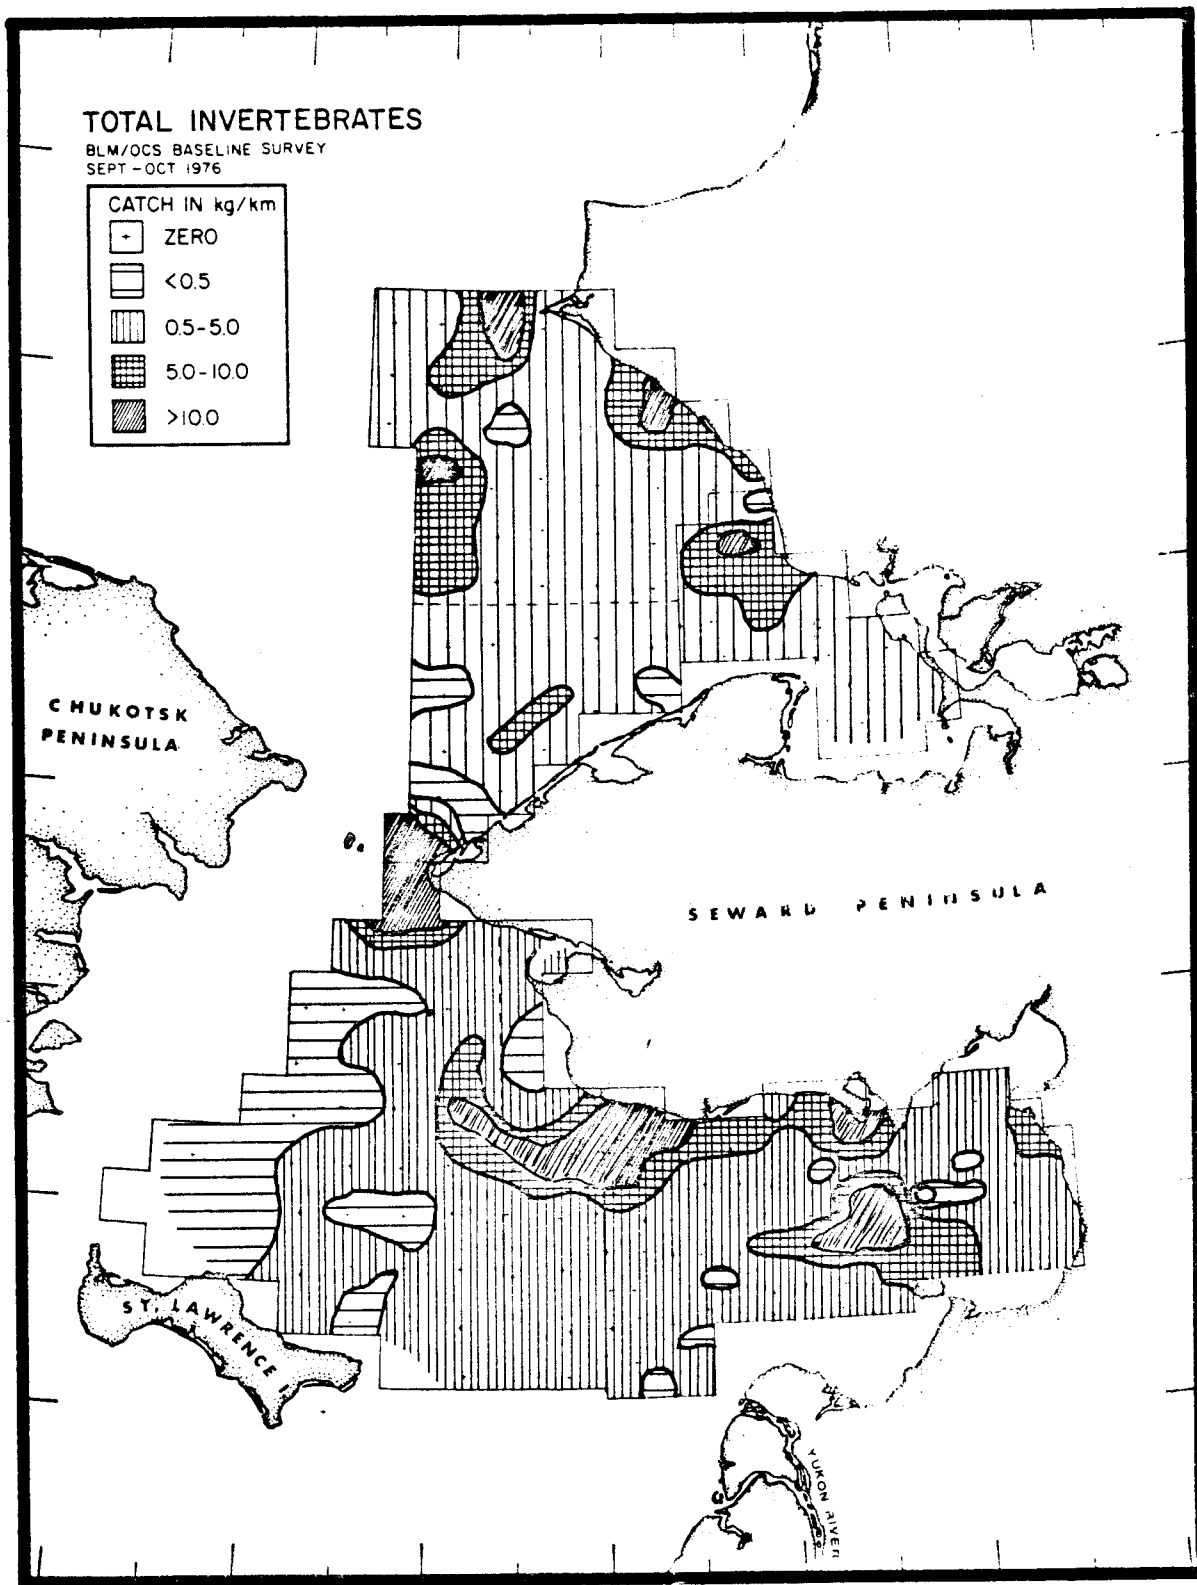 TOTAL INVERTEBRATES
BLM/OCS BASELINE SURVEY
SEPT-OCT 1976
CATCH IN kg/km
ZERO
<0.5
0.5-5.0
5.0-10.0
>10.0
CHUKOTSK
PENINSULA
SEWARD PENINSULA
ST. LAWRENCE I
YUKON RIVER